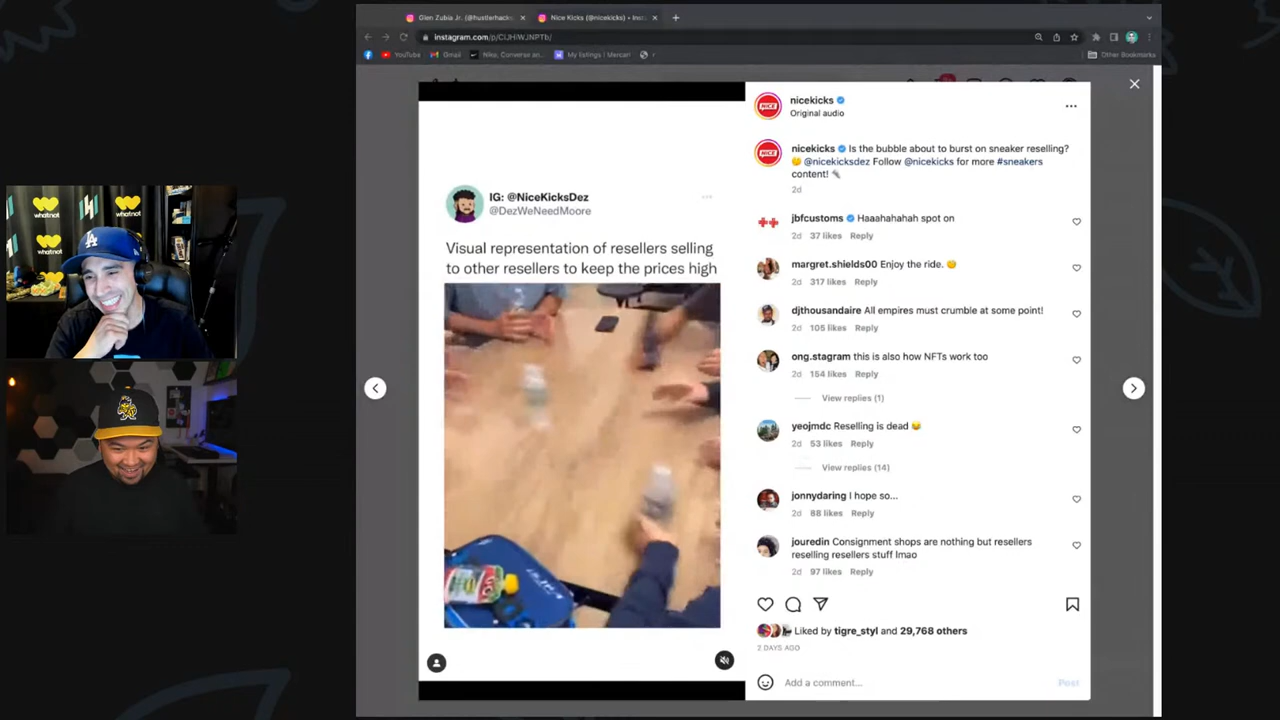 Glen Zubia Jr. (@hustlerhacks
Nice Kicks (@nicekicks) • Inst
YouTube
Gmail
Nike, Converse an...
My listings | Mercari
Other Bookmarks
whatnot
whatnot
whatnot
LA
IG: @NiceKicksDez
@DezWeNeedMoore
Visual representation of resellers selling
to other resellers to keep the prices high
NICE
nicekicks
Original audio
NICE
nicekicks Is the bubble about to burst on sneaker reselling?
🤔 @nicekicksdez Follow @nicekicks for more #sneakers
content!
2d
jbfcustoms Haaahahahah spot on
2d 37 likes Reply
margret.shields00 Enjoy the ride.
2d 317 likes Reply
djthousandaire All empires must crumble at some point!
2d 105 likes Reply
ong.stagram this is also how NFTs work too
2d 154 likes Reply
View replies (1)
yeojmdc Reselling is dead 😂
2d 53 likes Reply
View replies (14)
jonnydaring I hope so...
2d 88 likes Reply
jouredin Consignment shops are nothing but resellers
reselling resellers stuff lmao
2d 97 likes Reply
Liked by tigre_styl and 29,768 others
2 DAYS AGO
Add a comment...
Post